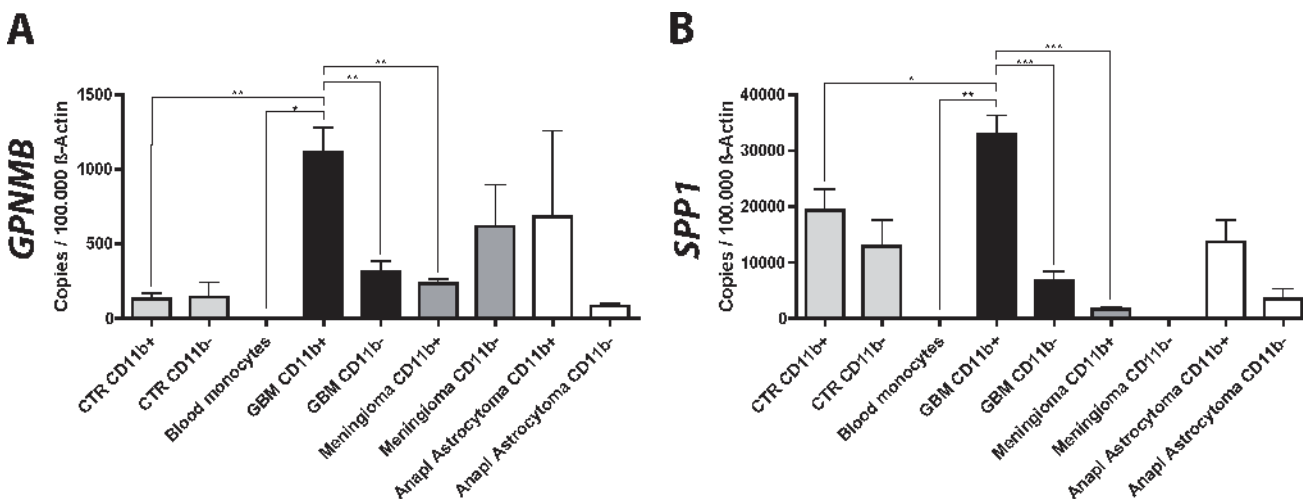 A
GPNMB
Copies / 100.000 ß-Actin
1500
1000
500
0
**
*
**
**
CTR CD11b+
CTR CD11b-
Blood monocytes
GBM CD11b+
GBM CD11b-
Meningioma CD11b+
Meningioma CD11b-
Anapl Astrocytoma CD11b+
Anapl Astrocytoma CD11b-
B
SPP1
Copies / 100.000 ß-Actin
40000
30000
20000
10000
0
*
**
***
***
CTR CD11b+
CTR CD11b-
Blood monocytes
GBM CD11b+
GBM CD11b-
Meningioma CD11b+
Meningioma CD11b-
Anapl Astrocytoma CD11b+
Anapl Astrocytoma CD11b-